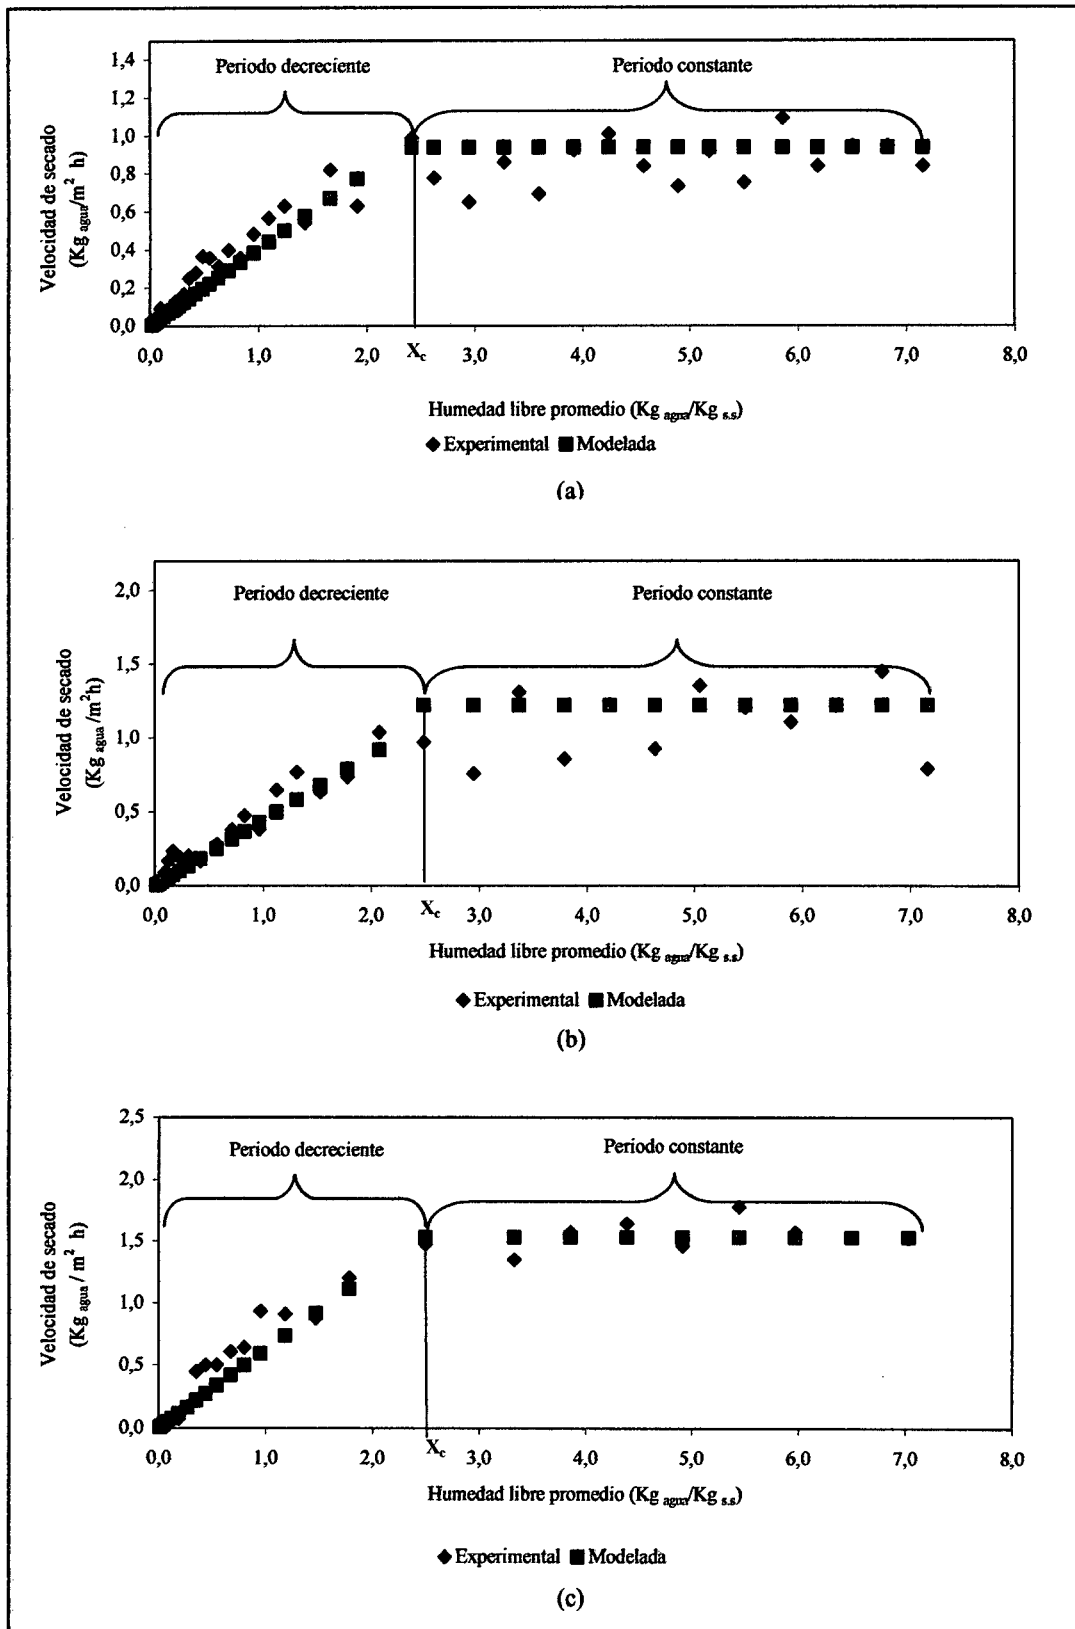 Periodo decreciente Periodo constante
1,4
1,2
1,0
0,8
0,6
0,4
0,2
0,0
Velocidad de secado
(Kg agua/m² h)
0,0 1,0 2,0 Xc 3,0 4,0 5,0 6,0 7,0 8,0
Humedad libre promedio (Kg agua/Kg s.s)
Experimental Modelada
(a)
Periodo decreciente Periodo constante
2,0
1,5
1,0
0,5
0,0
Velocidad de secado
(Kg agua/m²h)
0,0 1,0 2,0 Xc 3,0 4,0 5,0 6,0 7,0 8,0
Humedad libre promedio (Kg agua/Kg s.s)
Experimental Modelada
(b)
Periodo decreciente Periodo constante
2,5
2,0
1,5
1,0
0,5
0,0
Velocidad de secado
(Kg agua / m² h)
0,0 1,0 2,0 Xc 3,0 4,0 5,0 6,0 7,0 8,0
Humedad libre promedio (Kg agua/Kg s.s)
Experimental Modelada
(c)